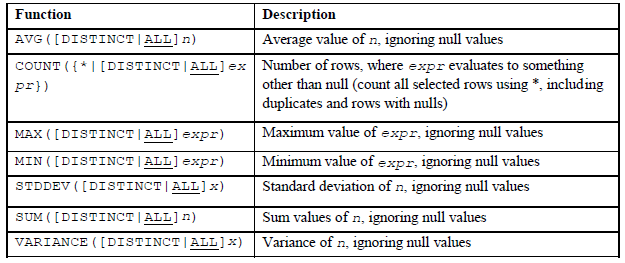 Function Description
AVG([DISTINCT|ALL]n) Average value of n, ignoring null values
COUNT({*|[DISTINCT|ALL]ex Number of rows, where expr evaluates to something
pr}) other than null (count all selected rows using *, including
duplicates and rows with nulls)
MAX([DISTINCT|ALL]expr) Maximum value of expr, ignoring null values
MIN([DISTINCT|ALL]expr) Minimum value of expr, ignoring null values
STDDEV([DISTINCT|ALL]x) Standard deviation of n, ignoring null values
SUM([DISTINCT|ALL]n) Sum values of n, ignoring null values
VARIANCE([DISTINCT|ALL]x) Variance of n, ignoring null values